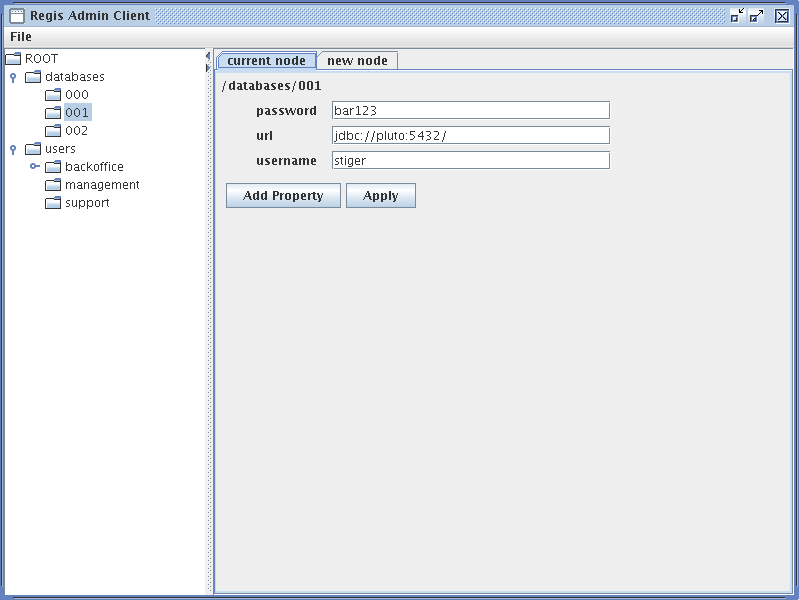 Regis Admin Client
File
ROOT
databases
000
001
002
users
backoffice
management
support
current node new node
/databases/001
password bar123
url jdbc://pluto:5432/
username stiger
Add Property Apply